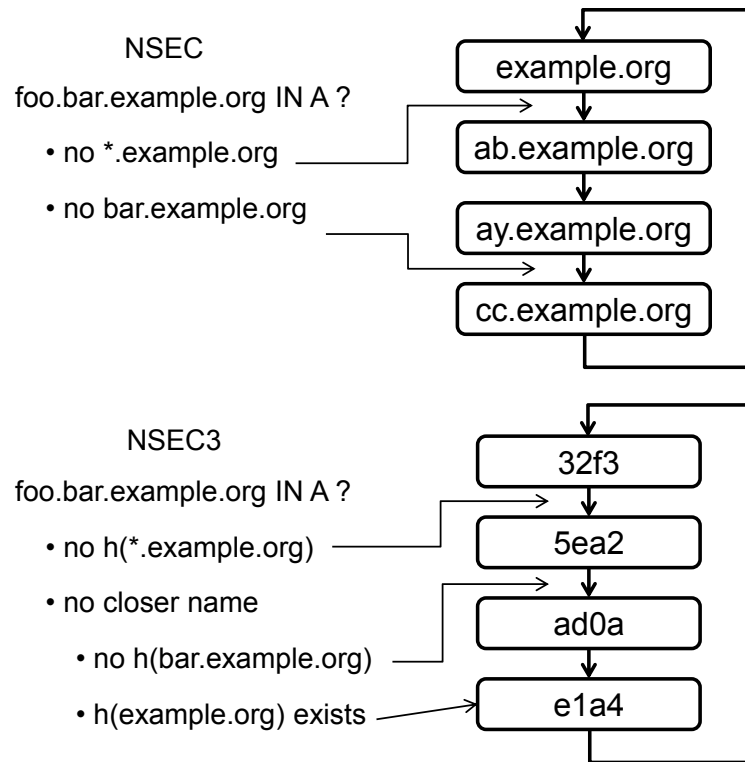 NSEC
foo.bar.example.org IN A ?
• no *.example.org
• no bar.example.org
example.org
ab.example.org
ay.example.org
cc.example.org
NSEC3
foo.bar.example.org IN A ?
• no h(*.example.org)
• no closer name
• no h(bar.example.org)
• h(example.org) exists
32f3
5ea2
ad0a
e1a4